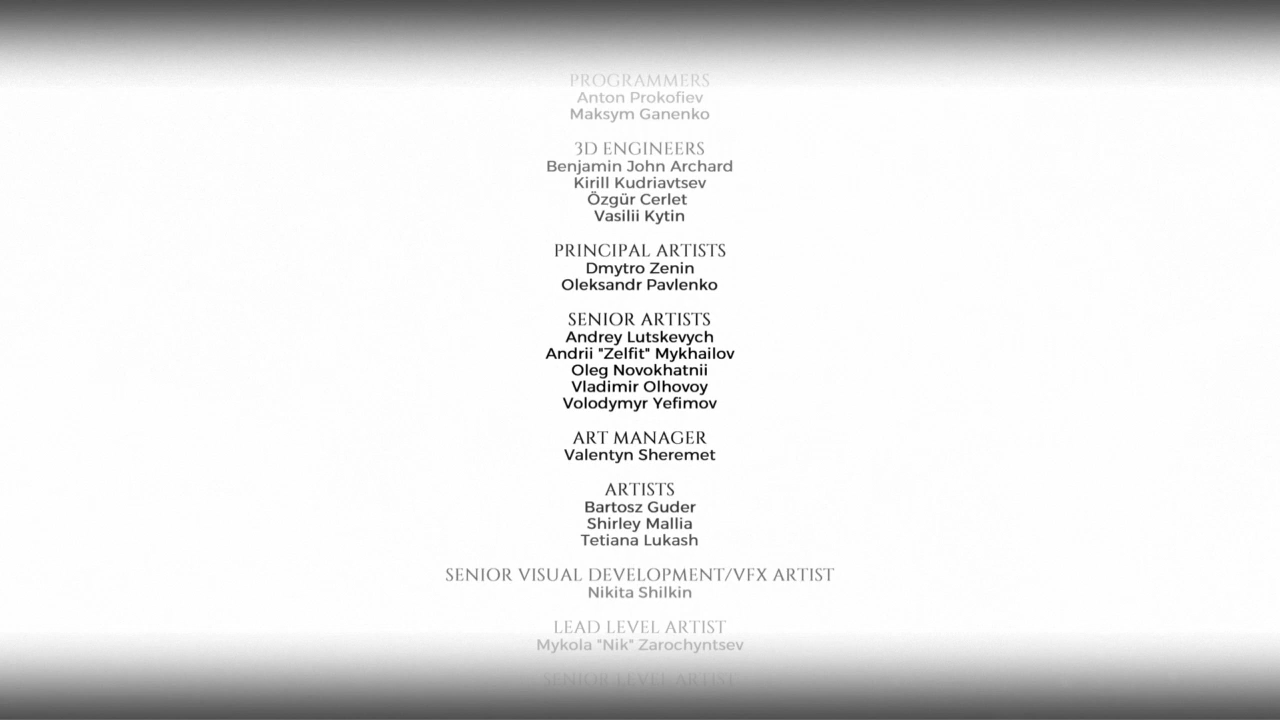 PROGRAMMERS
Anton Prokofiev
Maksym Ganenko
3D ENGINEERS
Benjamin John Archard
Kirill Kudriavtsev
Özgür Cerlet
Vasilii Kytin
PRINCIPAL ARTISTS
Dmytro Zenin
Oleksandr Pavlenko
SENIOR ARTISTS
Andrey Lutskevych
Andrii "Zelfit" Mykhailov
Oleg Novokhatnii
Vladimir Olhovoy
Volodymyr Yefimov
ART MANAGER
Valentyn Sheremet
ARTISTS
Bartosz Guder
Shirley Mallia
Tetiana Lukash
SENIOR VISUAL DEVELOPMENT/VFX ARTIST
Nikita Shilkin
LEAD LEVEL ARTIST
Mykola "Nik" Zarochyntsev
SENIOR LEVEL ARTIST